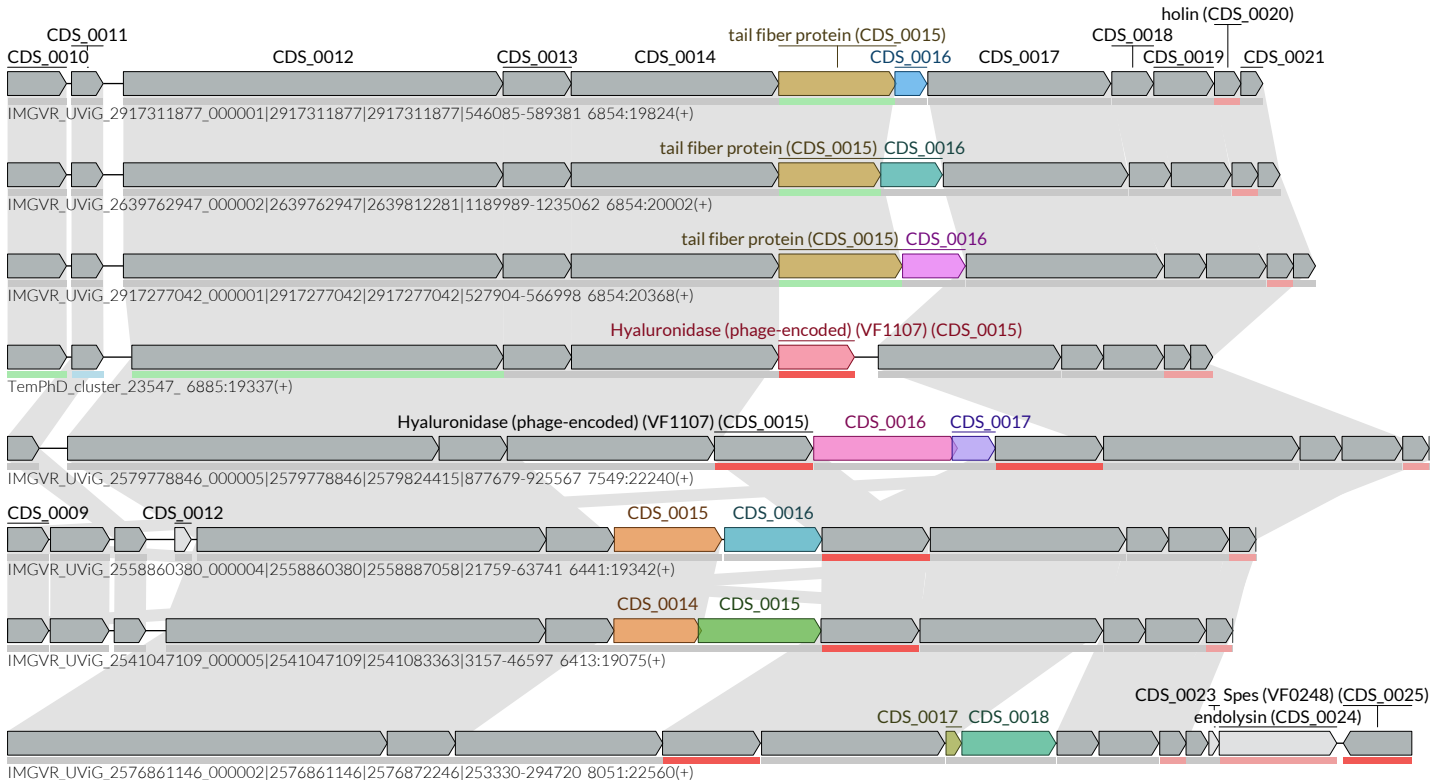 holin (CDS_0020)
CDS_0011 tail fiber protein (CDS_0015) CDS_0018
CDS_0010 CDS_0012 CDS_0013 CDS_0014 CDS_0016 CDS_0017 CDS_0019 CDS_0021
IMGVR_UViG_2917311877_000001|2917311877|2917311877|546085-589381 6854:19824(+)
tail fiber protein (CDS_0015) CDS_0016
IMGVR_UViG_2639762947_000002|2639762947|2639812281|1189989-1235062 6854:20002(+)
tail fiber protein (CDS_0015) CDS_0016
IMGVR_UViG_2917277042_000001|2917277042|2917277042|527904-566998 6854:20368(+)
Hyaluronidase (phage-encoded) (VF1107) (CDS_0015)
TemPhD_cluster_23547_ 6885:19337(+)
Hyaluronidase (phage-encoded) (VF1107) (CDS_0015) CDS_0016 CDS_0017
IMGVR_UViG_2579778846_000005|2579778846|2579824415|877679-925567 7549:22240(+)
CDS_0009 CDS_0012 CDS_0015 CDS_0016
IMGVR_UViG_2558860380_000004|2558860380|2558887058|21759-63741 6441:19342(+)
CDS_0014 CDS_0015
IMGVR_UViG_2541047109_000005|2541047109|2541083363|3157-46597 6413:19075(+)
CDS_0023 Spes (VF0248) (CDS_0025)
CDS_0017 CDS_0018 endolysin (CDS_0024)
IMGVR_UViG_2576861146_000002|2576861146|2576872246|253330-294720 8051:22560(+)